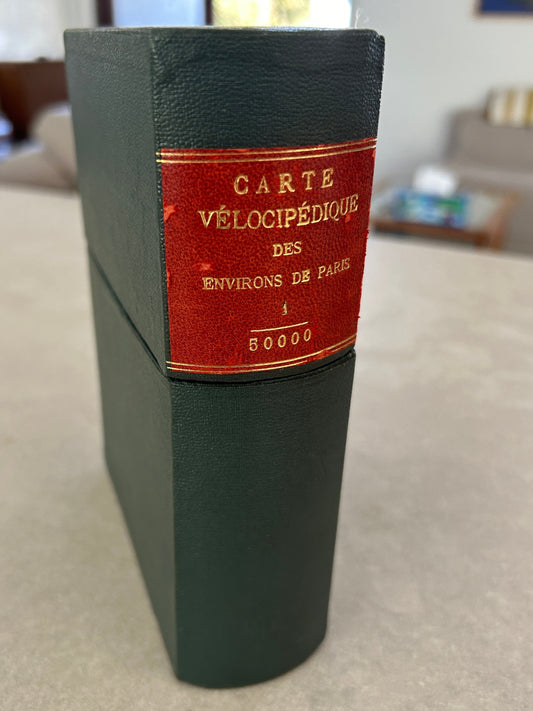 CARTE
VÉLOCIPÉDIQUE
DES
ENVIRONS DE PARIS
1
50000